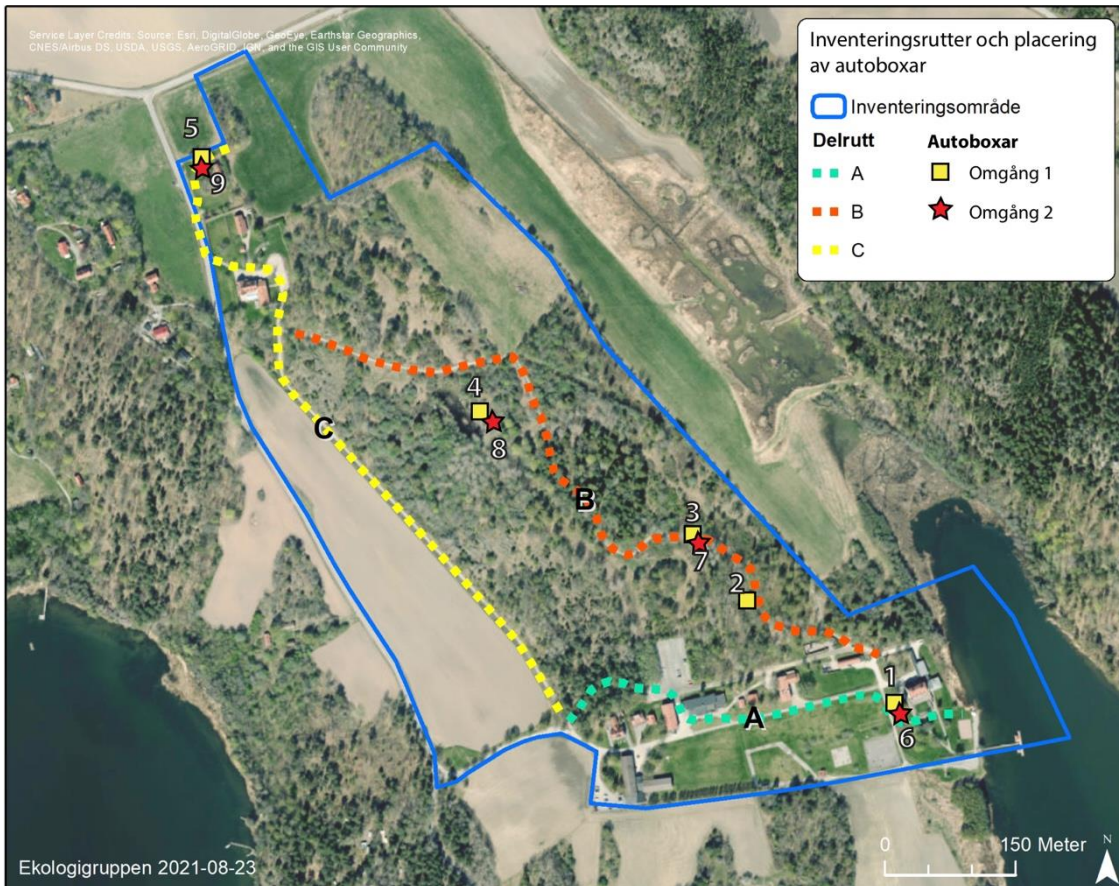 Service Layer Credits: Source: Esri, DigitalGlobe, GeoEye, Earthstar Geographics,
CNES/Airbus DS, USDA, USGS, AeroGRID, IGN, and the GIS User Community
Inventeringsrutter och placering
av autoboxar
Inventeringsområde
Delrutt Autoboxar
A Omgång 1
B Omgång 2
C
5
9
4
8
C
B
3
7
2
1
A
6
0 150 Meter
N
Ekologigruppen 2021-08-23